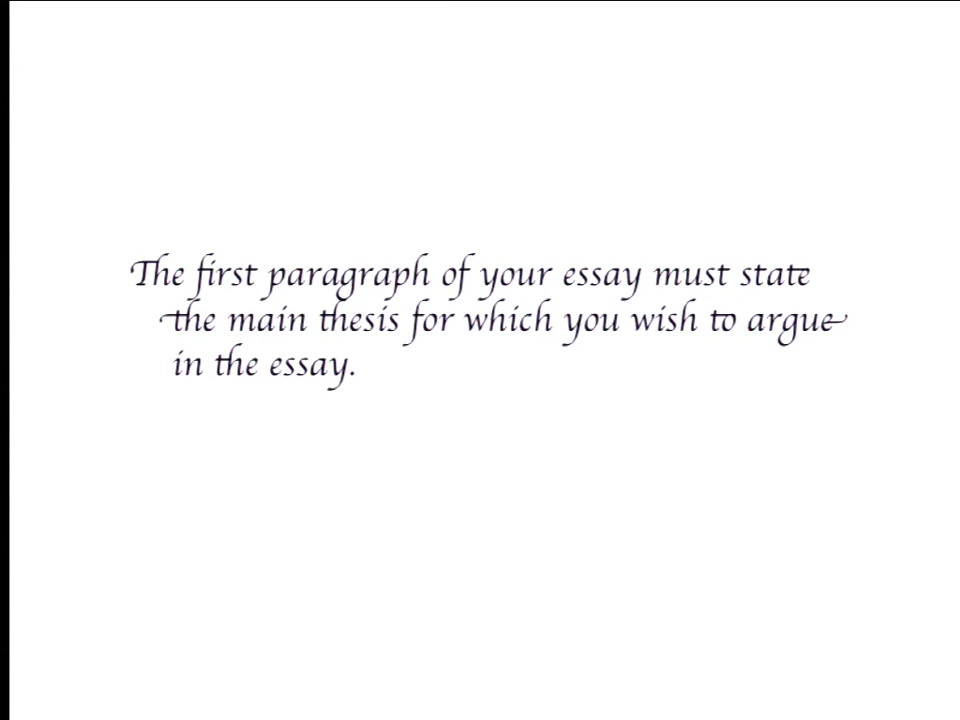 The first paragraph of your essay must state
the main thesis for which you wish to argue
in the essay.